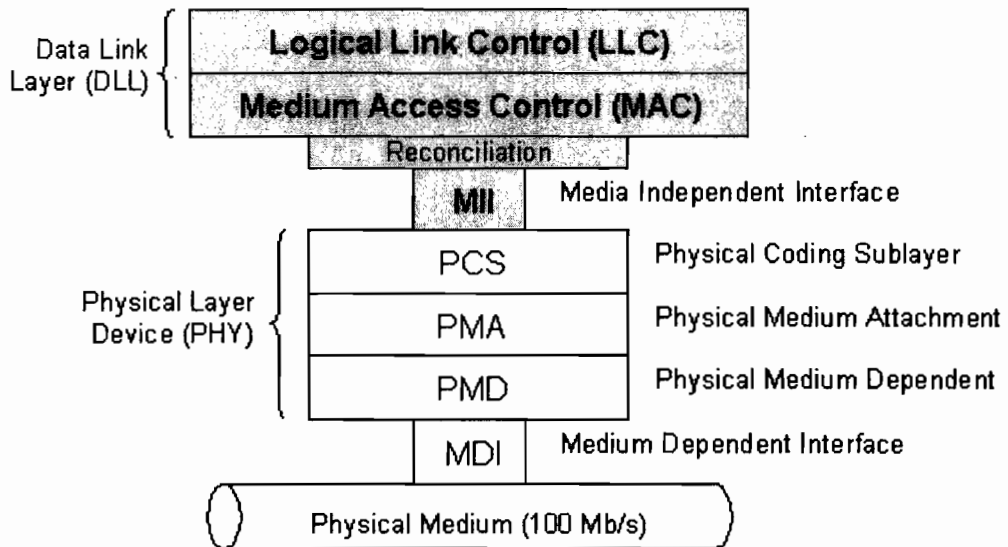 Data Link
Layer (DLL)
Logical Link Control (LLC)
Medium Access Control (MAC)
Reconciliation
MII
Media Independent Interface
Physical Layer
Device (PHY)
PCS
Physical Coding Sublayer
PMA
Physical Medium Attachment
PMD
Physical Medium Dependent
MDI
Medium Dependent Interface
Physical Medium (100 Mb/s)